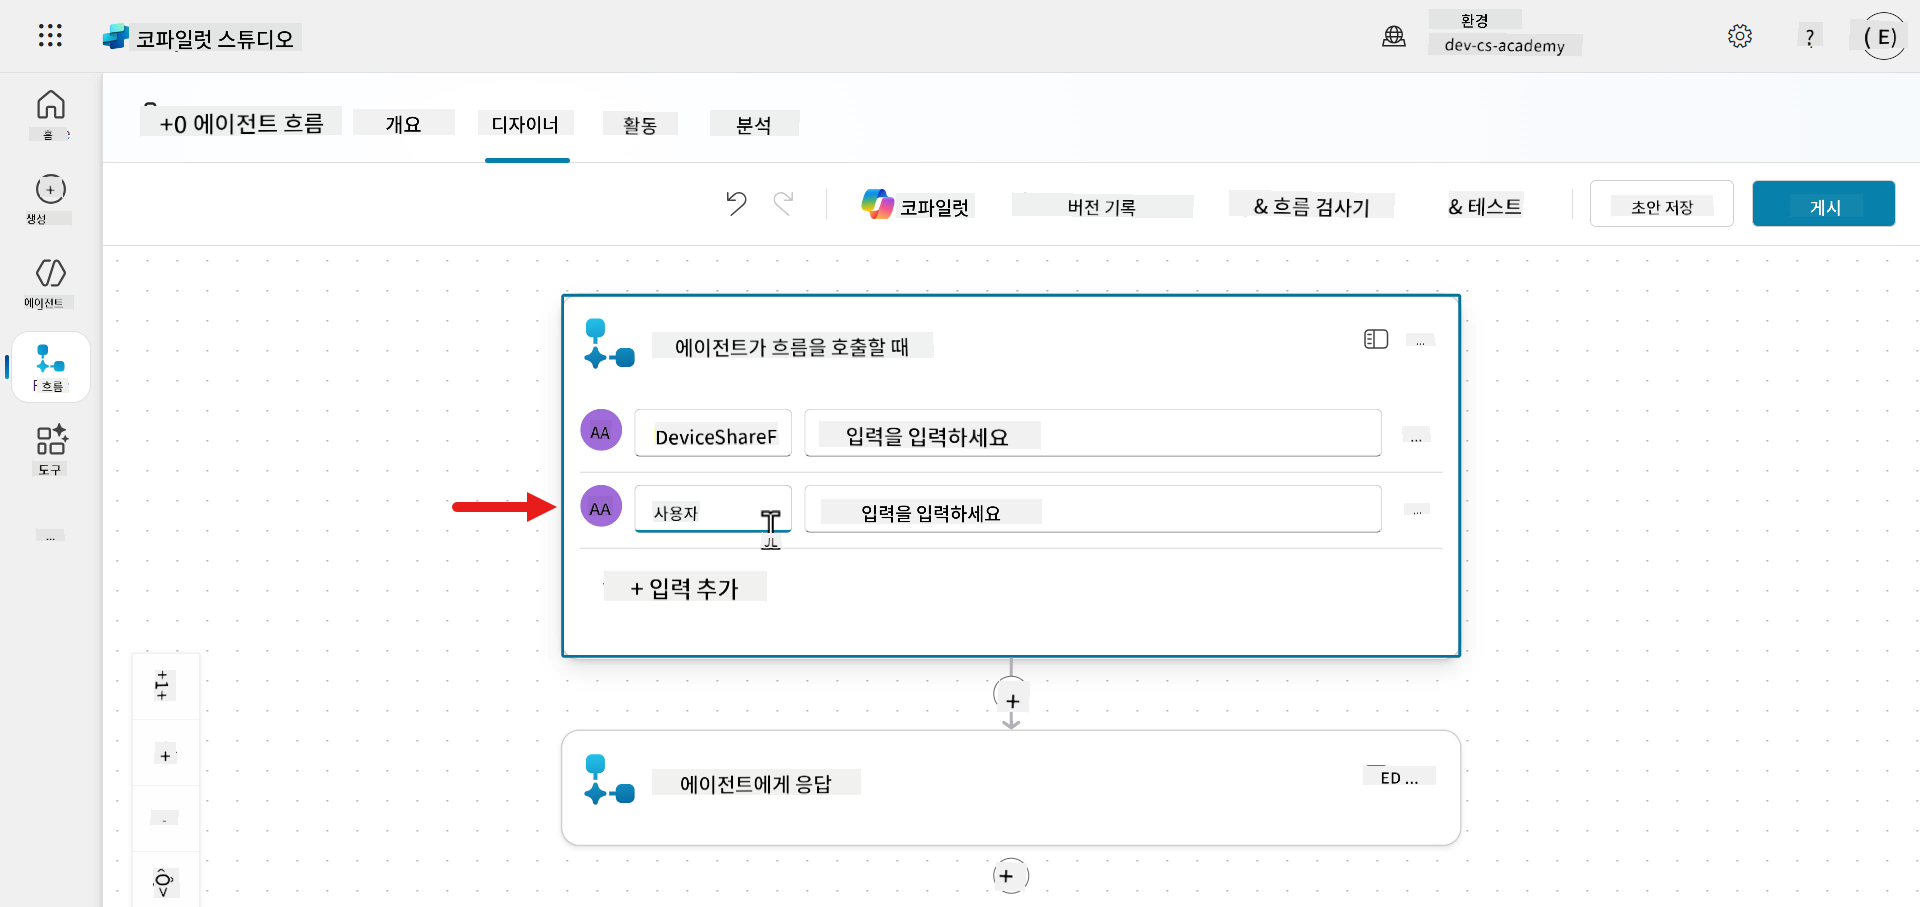 코파일럿 스튜디오
환경
dev-cs-academy
?
( E)
홈
생성
에이전트
흐름
도구
...
+0 에이전트 흐름
개요
디자이너
활동
분석
코파일럿
버전 기록
& 흐름 검사기
& 테스트
초안 저장
게시
에이전트가 흐름을 호출할 때
...
AA
DeviceShareF
입력을 입력하세요
...
AA
사용자
입력을 입력하세요
...
+ 입력 추가
+
에이전트에게 응답
ED ...
+
+
-